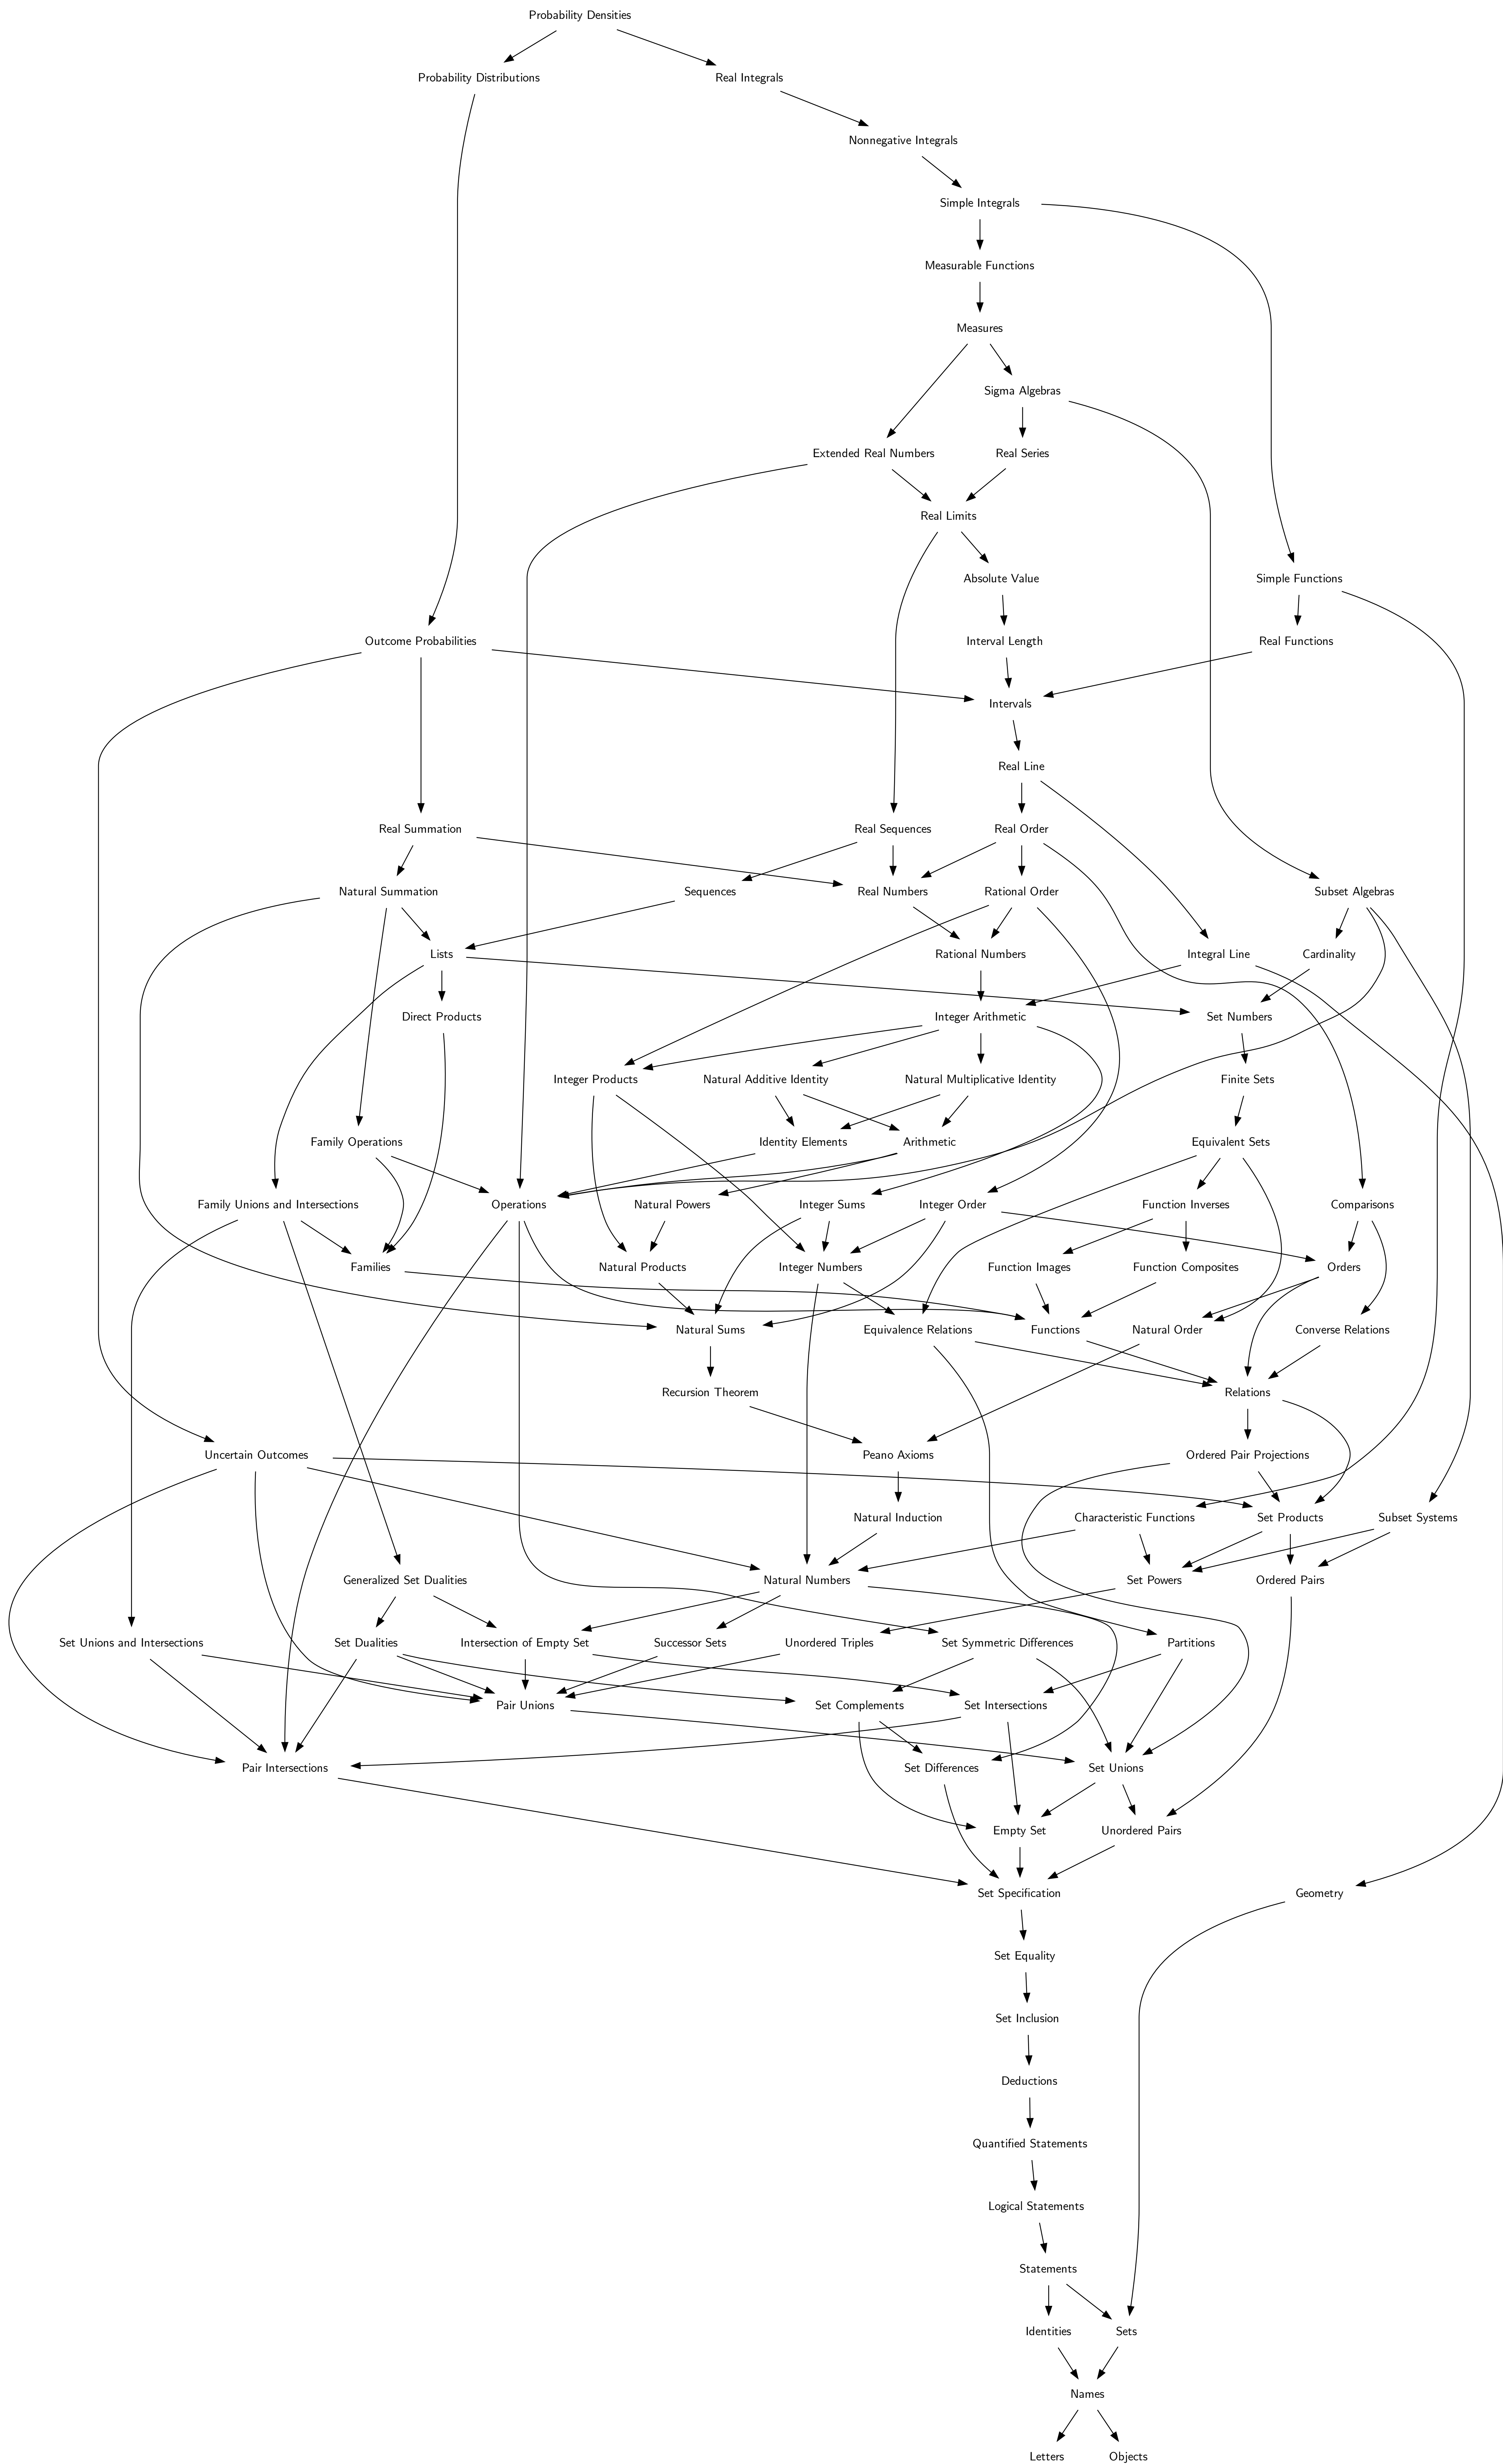 Probability Densities
Probability Distributions
Real Integrals
Nonnegative Integrals
Simple Integrals
Measurable Functions
Measures
Sigma Algebras
Extended Real Numbers
Real Series
Real Limits
Absolute Value
Simple Functions
Outcome Probabilities
Interval Length
Real Functions
Intervals
Real Line
Real Summation
Real Sequences
Real Order
Natural Summation
Sequences
Real Numbers
Rational Order
Subset Algebras
Lists
Rational Numbers
Integral Line
Cardinality
Direct Products
Integer Arithmetic
Set Numbers
Integer Products
Natural Additive Identity
Natural Multiplicative Identity
Finite Sets
Family Operations
Identity Elements
Arithmetic
Equivalent Sets
Family Unions and Intersections
Operations
Natural Powers
Integer Sums
Integer Order
Function Inverses
Comparisons
Families
Natural Products
Integer Numbers
Function Images
Function Composites
Orders
Natural Sums
Equivalence Relations
Functions
Natural Order
Converse Relations
Recursion Theorem
Relations
Uncertain Outcomes
Peano Axioms
Ordered Pair Projections
Natural Induction
Characteristic Functions
Set Products
Subset Systems
Generalized Set Dualities
Natural Numbers
Set Powers
Ordered Pairs
Set Unions and Intersections
Set Dualities
Intersection of Empty Set
Successor Sets
Unordered Triples
Set Symmetric Differences
Partitions
Pair Unions
Set Complements
Set Intersections
Pair Intersections
Set Differences
Set Unions
Empty Set
Unordered Pairs
Set Specification
Geometry
Set Equality
Set Inclusion
Deductions
Quantified Statements
Logical Statements
Statements
Identities
Sets
Names
Letters
Objects